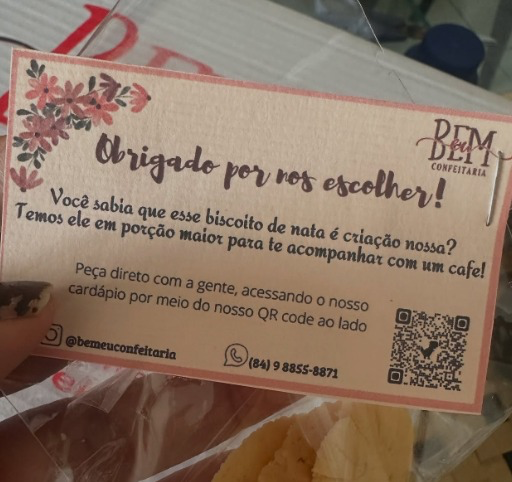 BEM
eu
BEM
CONFEITARIA
Obrigado por nos escolher!
Você sabia que esse biscoito de nata é criação nossa?
Temos ele em porção maior para te acompanhar com um cafe!
Peça direto com a gente, acessando o nosso
cardápio por meio do nosso QR code ao lado
@bemeuconfeitaria
(84) 9 8855-8871